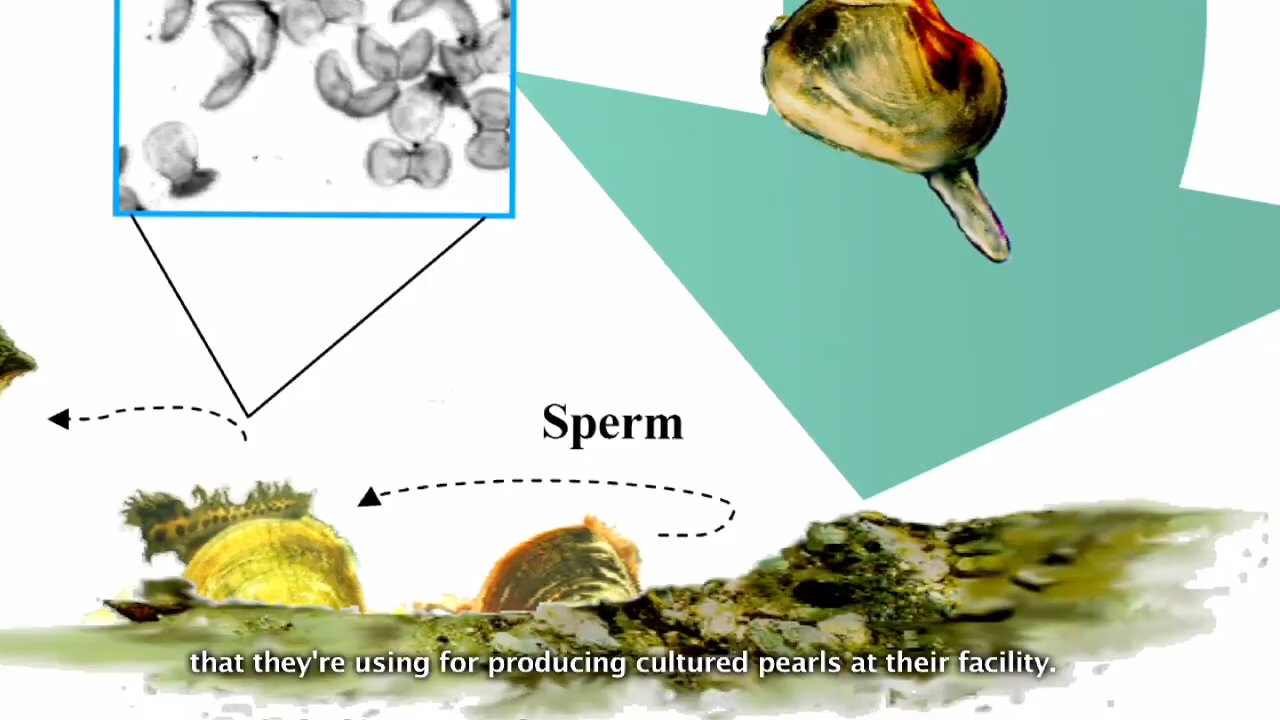 Sperm
that they're using for producing cultured pearls at their facility.